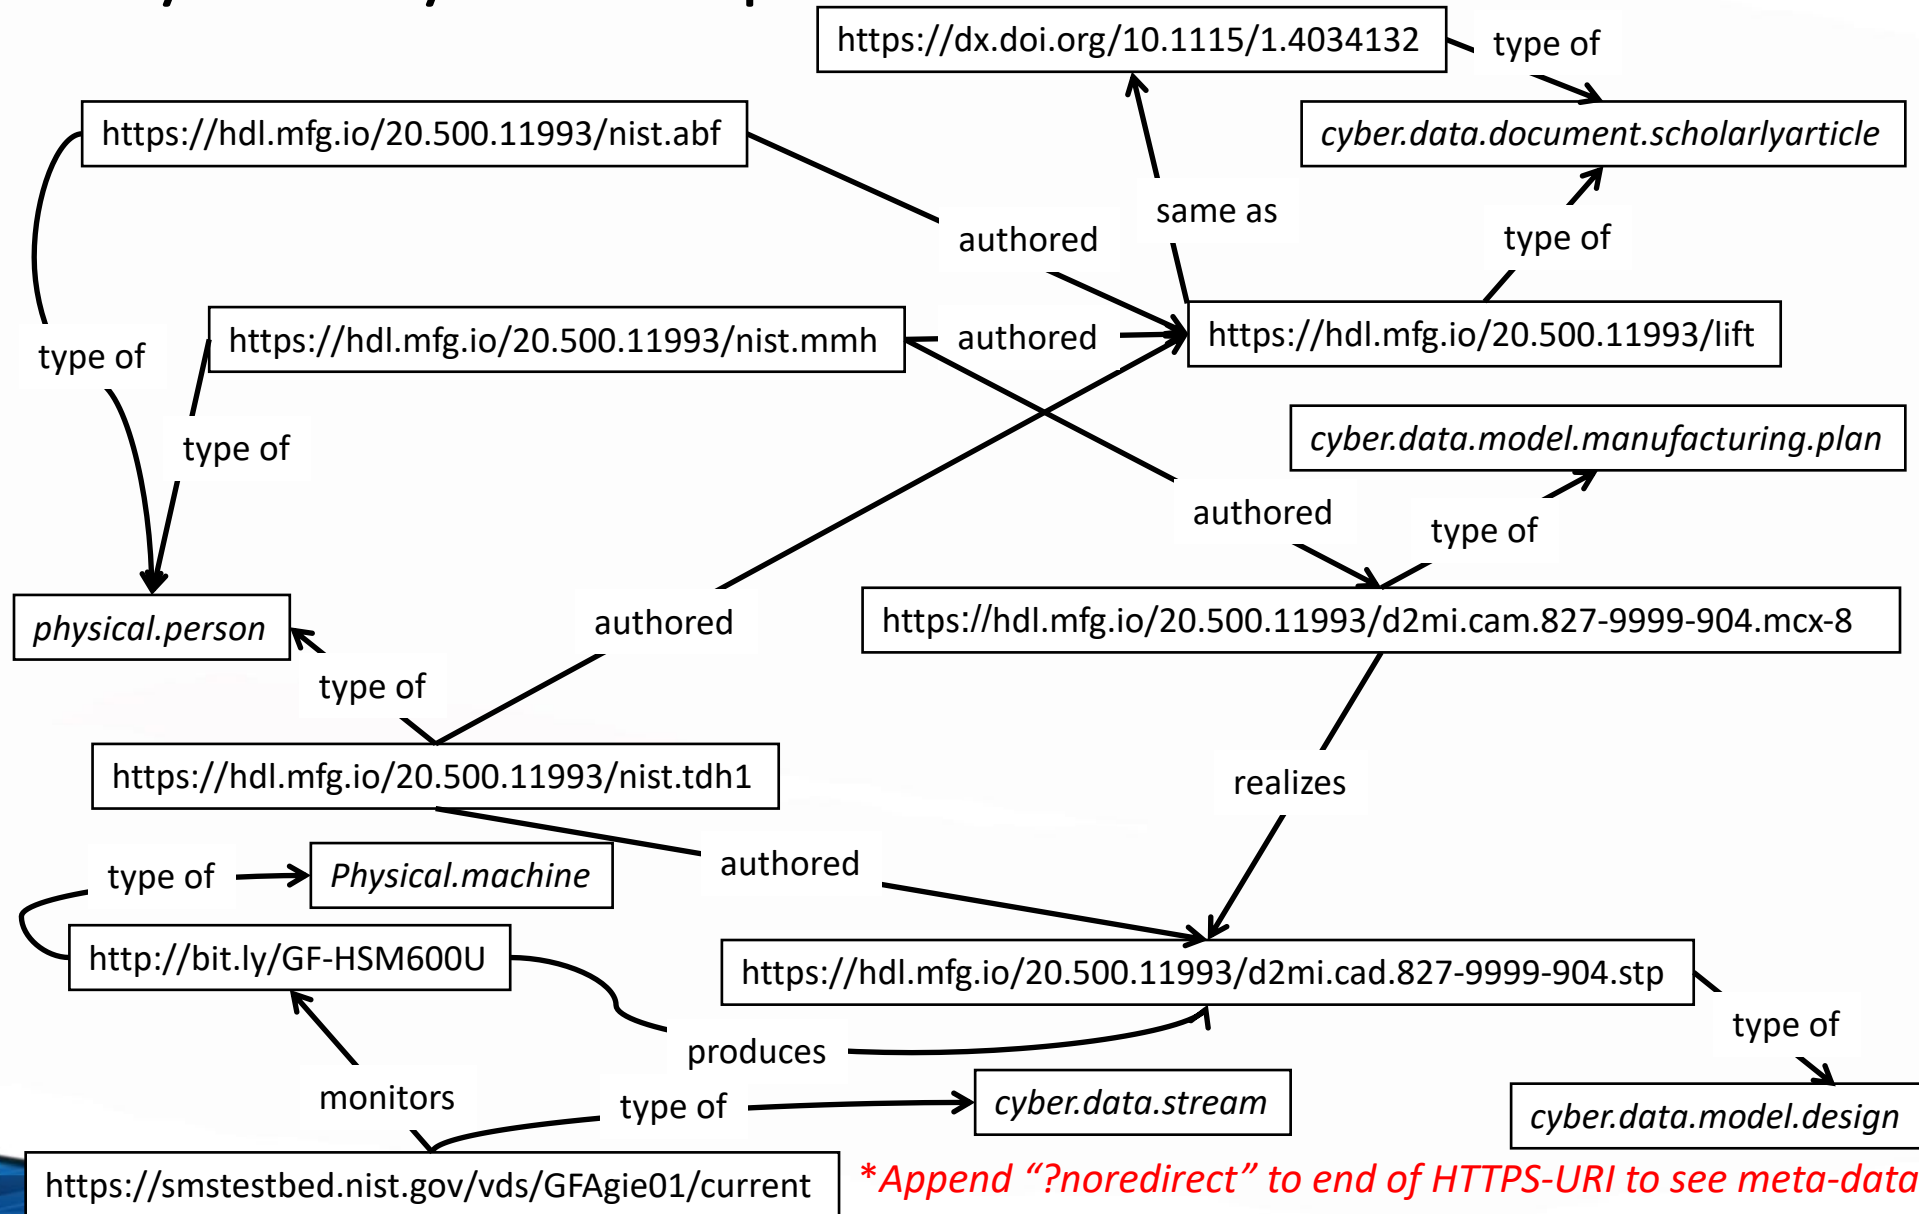 https://dx.doi.org/10.1115/1.4034132
type of
https://hdl.mfg.io/20.500.11993/nist.abf
cyber.data.document.scholarlyarticle
same as
authored
type of
https://hdl.mfg.io/20.500.11993/nist.mmh
authored
https://hdl.mfg.io/20.500.11993/lift
type of
type of
cyber.data.model.manufacturing.plan
authored
type of
physical.person
authored
https://hdl.mfg.io/20.500.11993/d2mi.cam.827-9999-904.mcx-8
type of
https://hdl.mfg.io/20.500.11993/nist.tdh1
realizes
type of
Physical.machine
authored
http://bit.ly/GF-HSM600U
https://hdl.mfg.io/20.500.11993/d2mi.cad.827-9999-904.stp
type of
produces
monitors
type of
cyber.data.stream
cyber.data.model.design
https://smstestbed.nist.gov/vds/GFAgie01/current
*Append “?noredirect” to end of HTTPS-URI to see meta-data